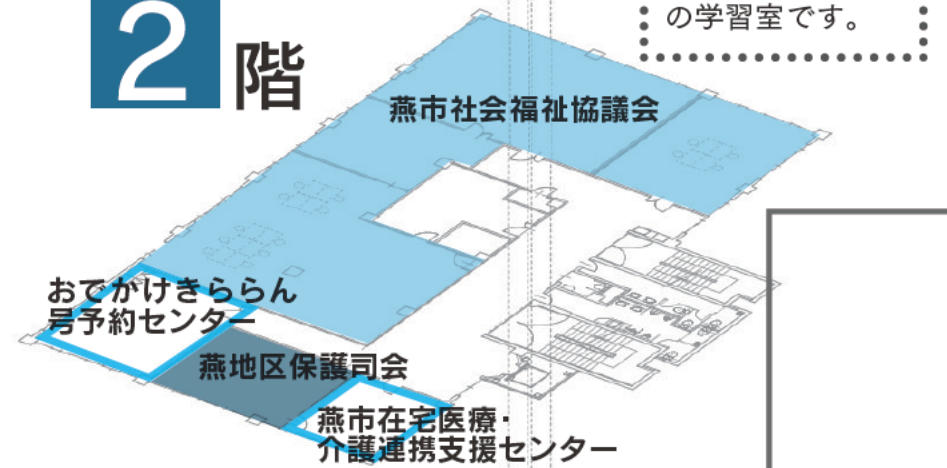 2階
の学習室です。
燕市社会福祉協議会
おでかけきららん
号予約センター
燕地区保護司会
燕市在宅医療・
介護連携支援センター